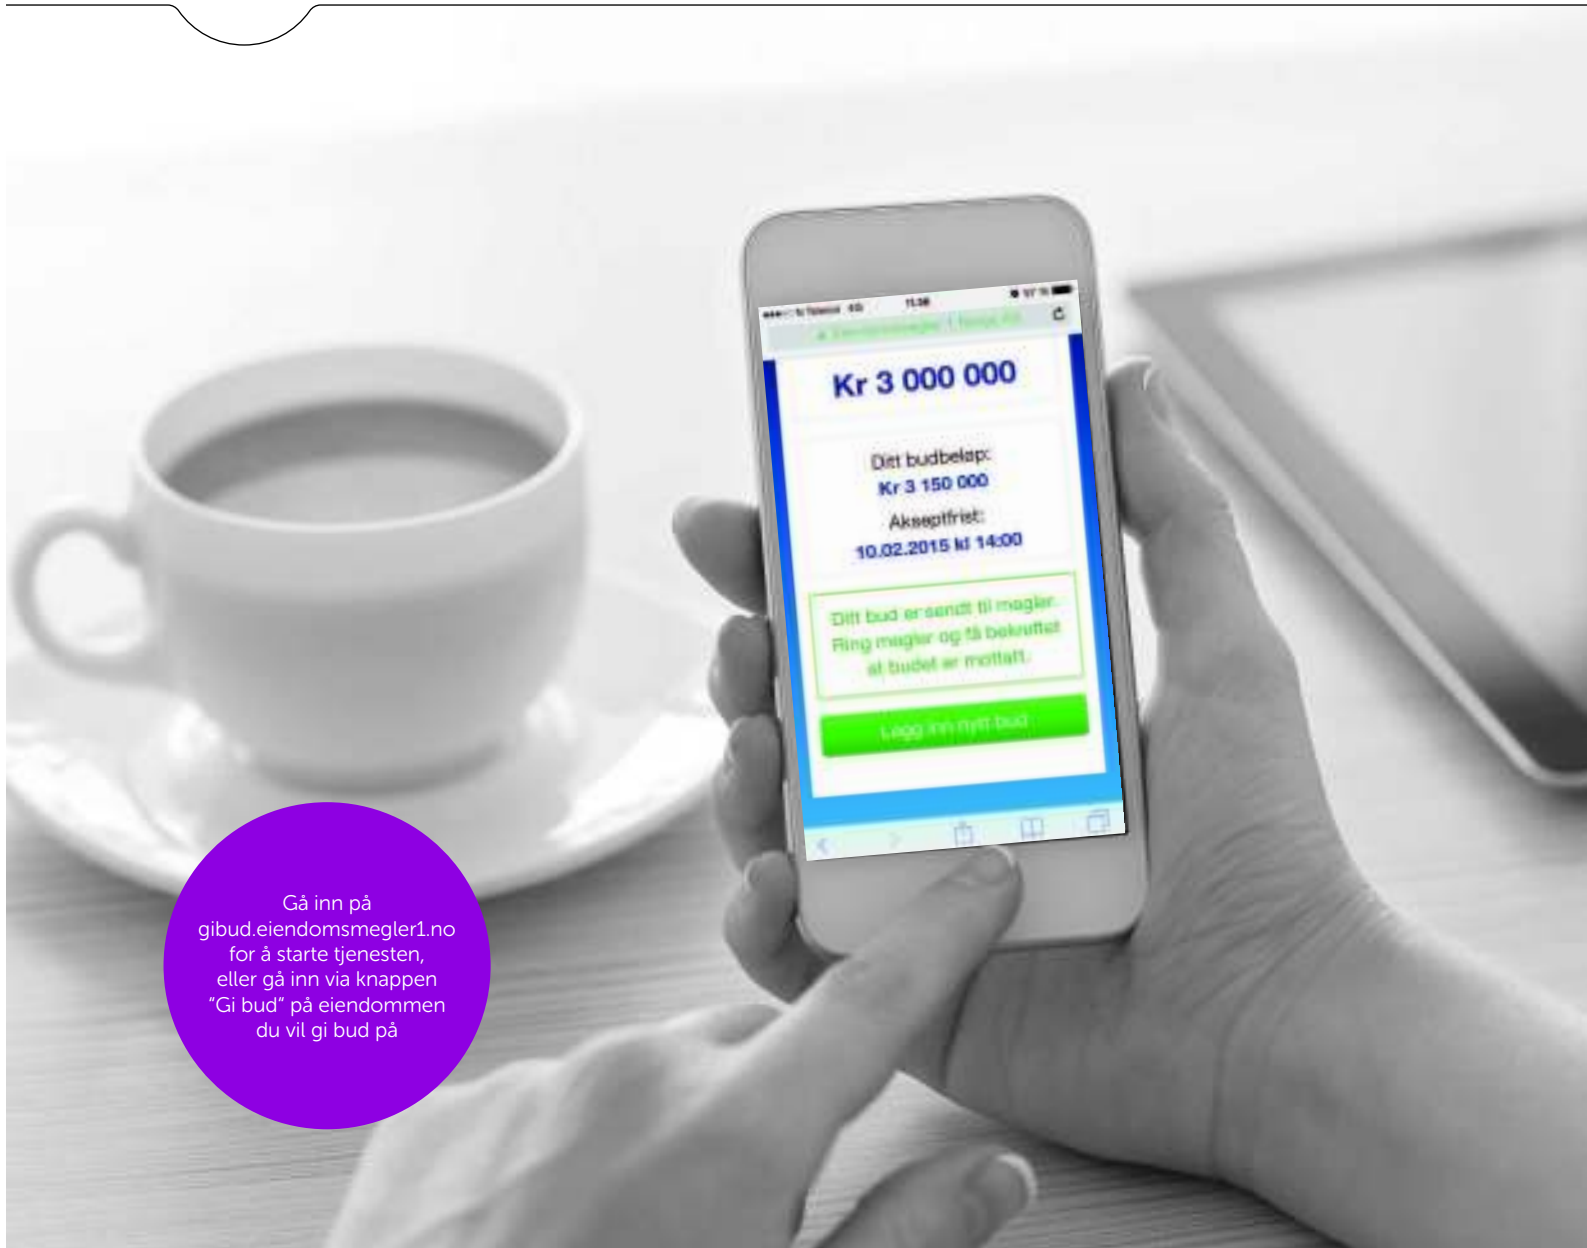 11.38
Kr 3 000 000
Ditt budbeløp:
Kr 3 150 000
Akseptfrist:
10.02.2015 kl 14:00
Ditt bud er sendt til megler.
Ring megler og få bekreftet
at budet er mottatt.
Legg inn nytt bud
Gå inn på
gibud.eiendomsmegler1.no
for å starte tjenesten,
eller gå inn via knappen
"Gi bud" på eiendommen
du vil gi bud på